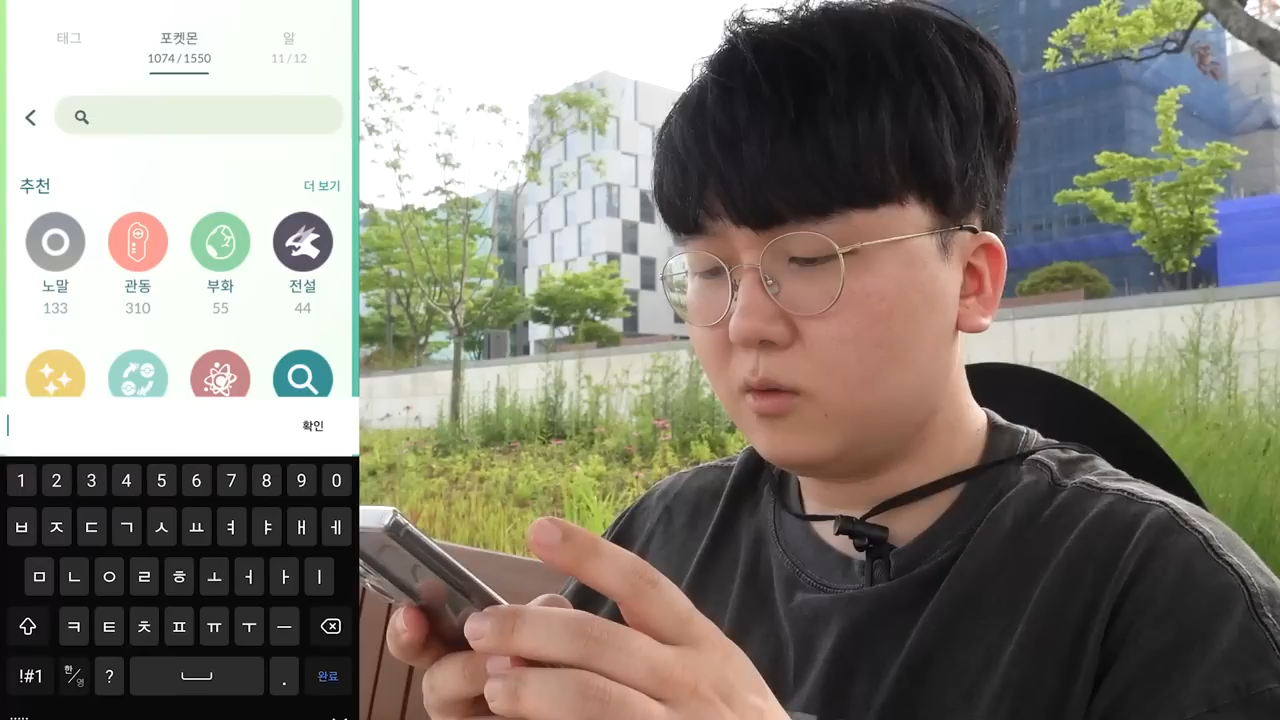 태그 포켓몬 알
1074 / 1550 11 / 12
추천 더 보기
노말 관동 부화 전설
133 310 55 44
확인
1 2 3 4 5 6 7 8 9 0
ㅂ ㅈ ㄷ ㄱ ㅅ ㅛ ㅕ ㅑ ㅐ ㅔ
ㅁ ㄴ ㅇ ㄹ ㅎ ㅗ ㅓ ㅏ ㅣ
ㅋ ㅌ ㅊ ㅍ ㅠ ㅜ ㅡ
!#1 한/영 ? . 완료